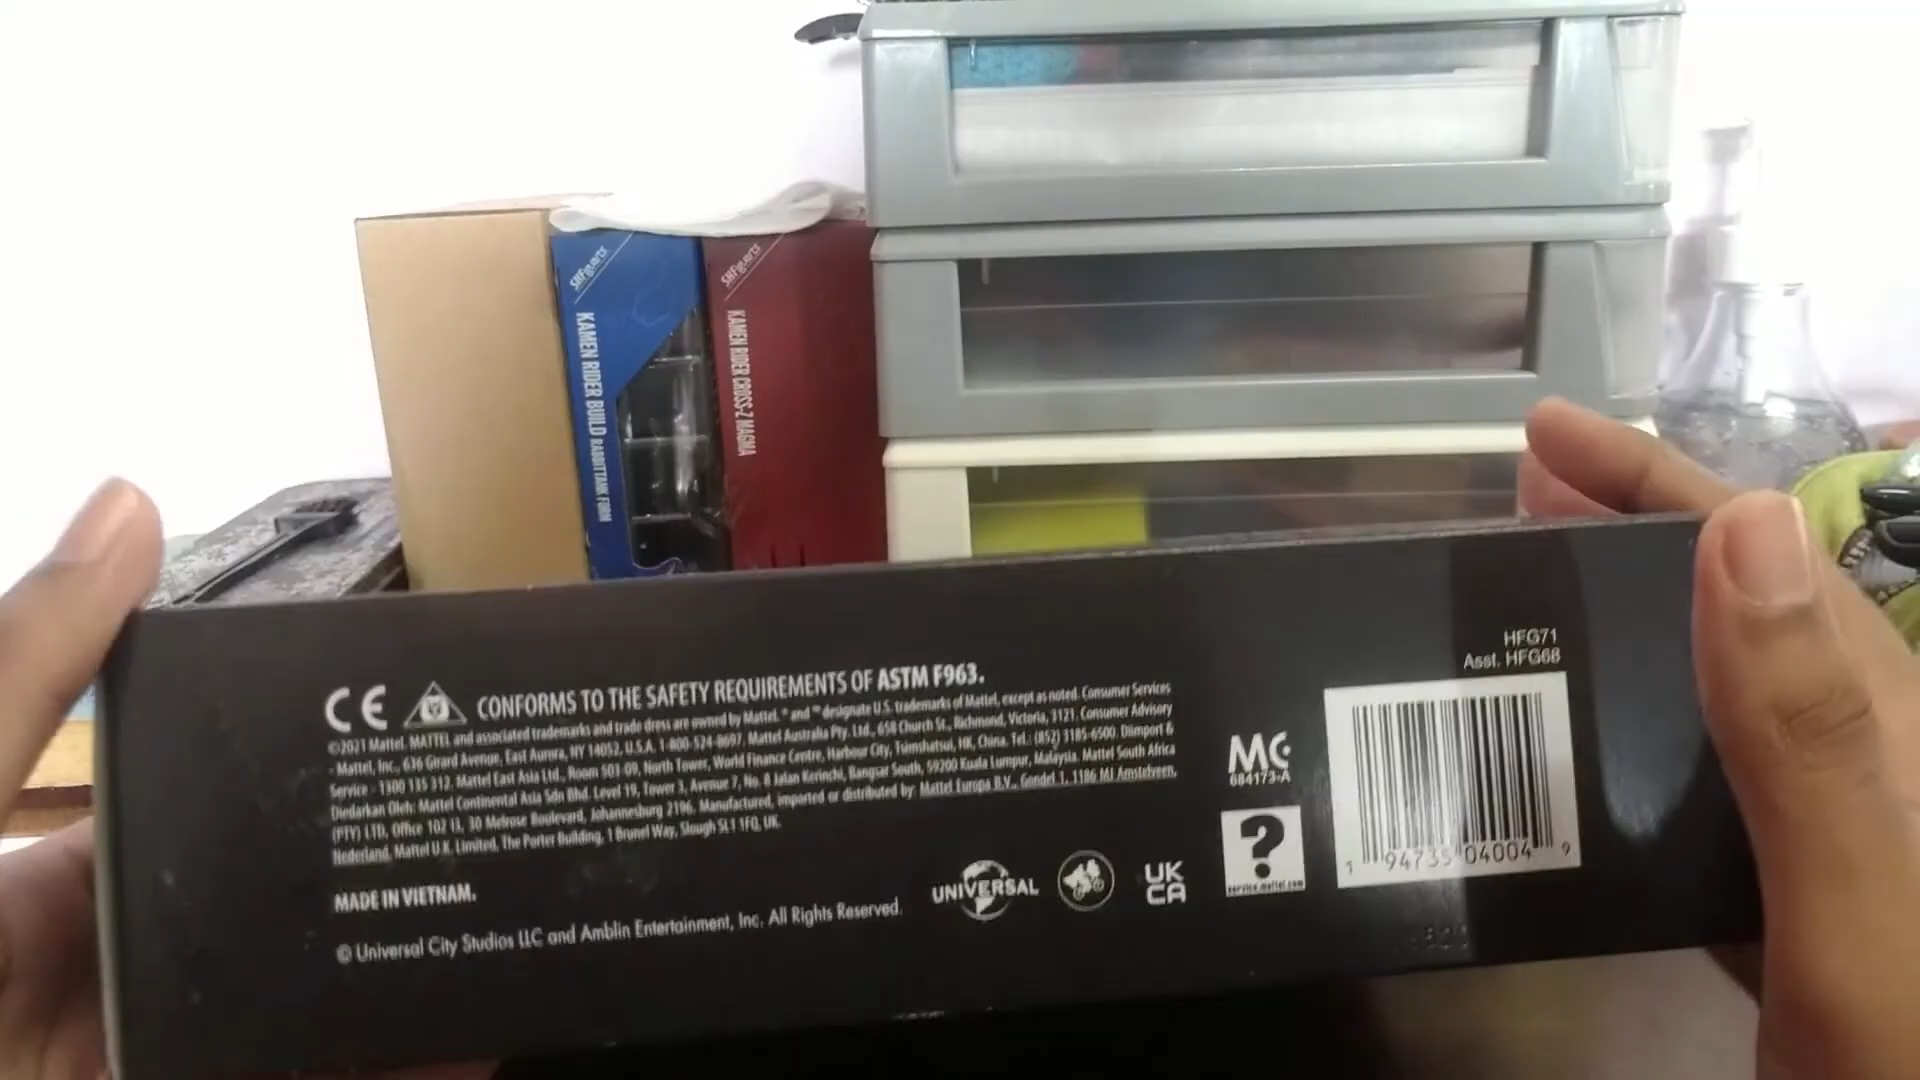 S.H.Figuarts
KAMEN RIDER BUILD RABBITTANK FORM
S.H.Figuarts
KAMEN RIDER CROSS-Z MAGMA
HFG71
Asst. HFG68
CE CONFORMS TO THE SAFETY REQUIREMENTS OF ASTM F963.
©2021 Mattel. MATTEL and associated trademarks and trade dress are owned by Mattel. ® and ™ designate U.S. trademarks of Mattel, except as noted. Consumer Services
- Mattel, Inc., 636 Girard Avenue, East Aurora, NY 14052, U.S.A. 1-800-524-8697. Mattel Australia Pty., Ltd., 658 Church St., Richmond, Victoria, 3121. Consumer Advisory
Service - 1300 135 312. Mattel East Asia Ltd., Room 503-09, North Tower, World Finance Centre, Harbour City, Tsimshatsui, HK, China. Tel.: (852) 3185-6500. Diimport &
Diedarkan Oleh: Mattel Continental Asia Sdn Bhd. Level 19, Tower 3, Avenue 7, No. 8 Jalan Kerinchi, Bangsar South, 59200 Kuala Lumpur, Malaysia. Mattel South Africa
(PTY) LTD, Office 102 I3, 30 Melrose Boulevard, Johannesburg 2196. Manufactured, imported or distributed by: Mattel Europa B.V., Gondel 1, 1186 MJ Amstelveen,
Nederland. Mattel U.K. Limited, The Porter Building, 1 Brunel Way, Slough SL1 1FQ, UK.
MC
684173-A
MADE IN VIETNAM.
© Universal City Studios LLC and Amblin Entertainment, Inc. All Rights Reserved.
UNIVERSAL
UK
CA
?
service.mattel.com
1 94735 04004 9